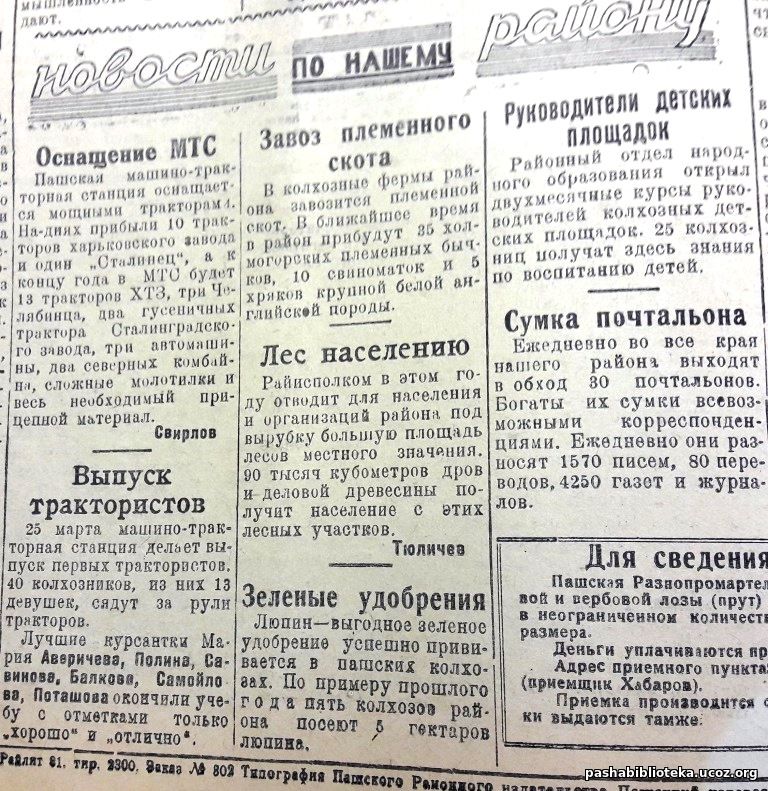 дают.
новости ПО НАШЕМУ району
Оснащение МТС
Пашская машино-трак-
торная станция оснащает-
ся мощными тракторами.
На-днях прибыли 10 трак-
торов харьковского завода
и один „Сталинец“, а к
концу года в МТС будет
13 тракторов ХТЗ, три Че-
лябинца, два гусеничных
трактора Сталинградско-
го завода, три автомаши-
ны, два северных комбай-
на, сложные молотилки и
весь необходимый при-
цепной материал.
Свирлов
Выпуск
трактористов
25 марта машино-трак-
торная станция делает вы-
пуск первых трактористов.
40 колхозников, из них 13
девушек, сядут за рули
тракторов.
Лучшие курсантки Ма-
рия Аверичева, Полина, Са-
винова, Балкова, Самойло-
ва, Поташова окончили уче-
бу с отметками только
„хорошо“ и „отлично“.
Завоз племенного
скота
В колхозные фермы рай-
она завозится племенной
скот. В ближайшее время
в район прибудут 35 хол-
могорских племенных быч-
ков, 10 свиноматок и 5
хряков крупной белой ан-
глийской породы.
Лес населению
Райисполком в этом го-
ду отводит для населения
и организаций района под
вырубку большую площадь
лесов местного значения.
90 тысяч кубометров дров
и деловой древесины по-
лучит население с этих
лесных участков.
Тюличев
Зеленые удобрения
Люпин—выгодное зеленое
удобрение успешно приви-
вается в пашских колхо-
зах. По примеру прошлого
года пять колхозов рай-
она посеют 5 гектаров
люпина.
Руководители детских
площадок
Районный отдел народ-
ного образования открыл
двухмесячные курсы руко-
водителей колхозных дет-
ских площадок. 25 колхоз-
ниц получат здесь знания
по воспитанию детей.
Сумка почтальона
Ежедневно во все края
нашего района выходят
в обход 30 почтальонов.
Богаты их сумки всевоз-
можными корреспонден-
циями. Ежедневно они раз-
носят 1570 писем, 80 пере-
водов, 4250 газет и журна-
лов.
Для сведения
Пашская Разнопромартел
вой и вербовой лозы (прут)
в неограниченном количеств
размера.
Деньги уплачиваются пр
Адрес приемного пункта
(приемщик Хабаров).
Приемка производится с
ки выдаются тамже.
Райлит 81. тир. 2300. Заказ № 802 Типография Пашского Районного издательства
pashabiblioteka.ucoz.org